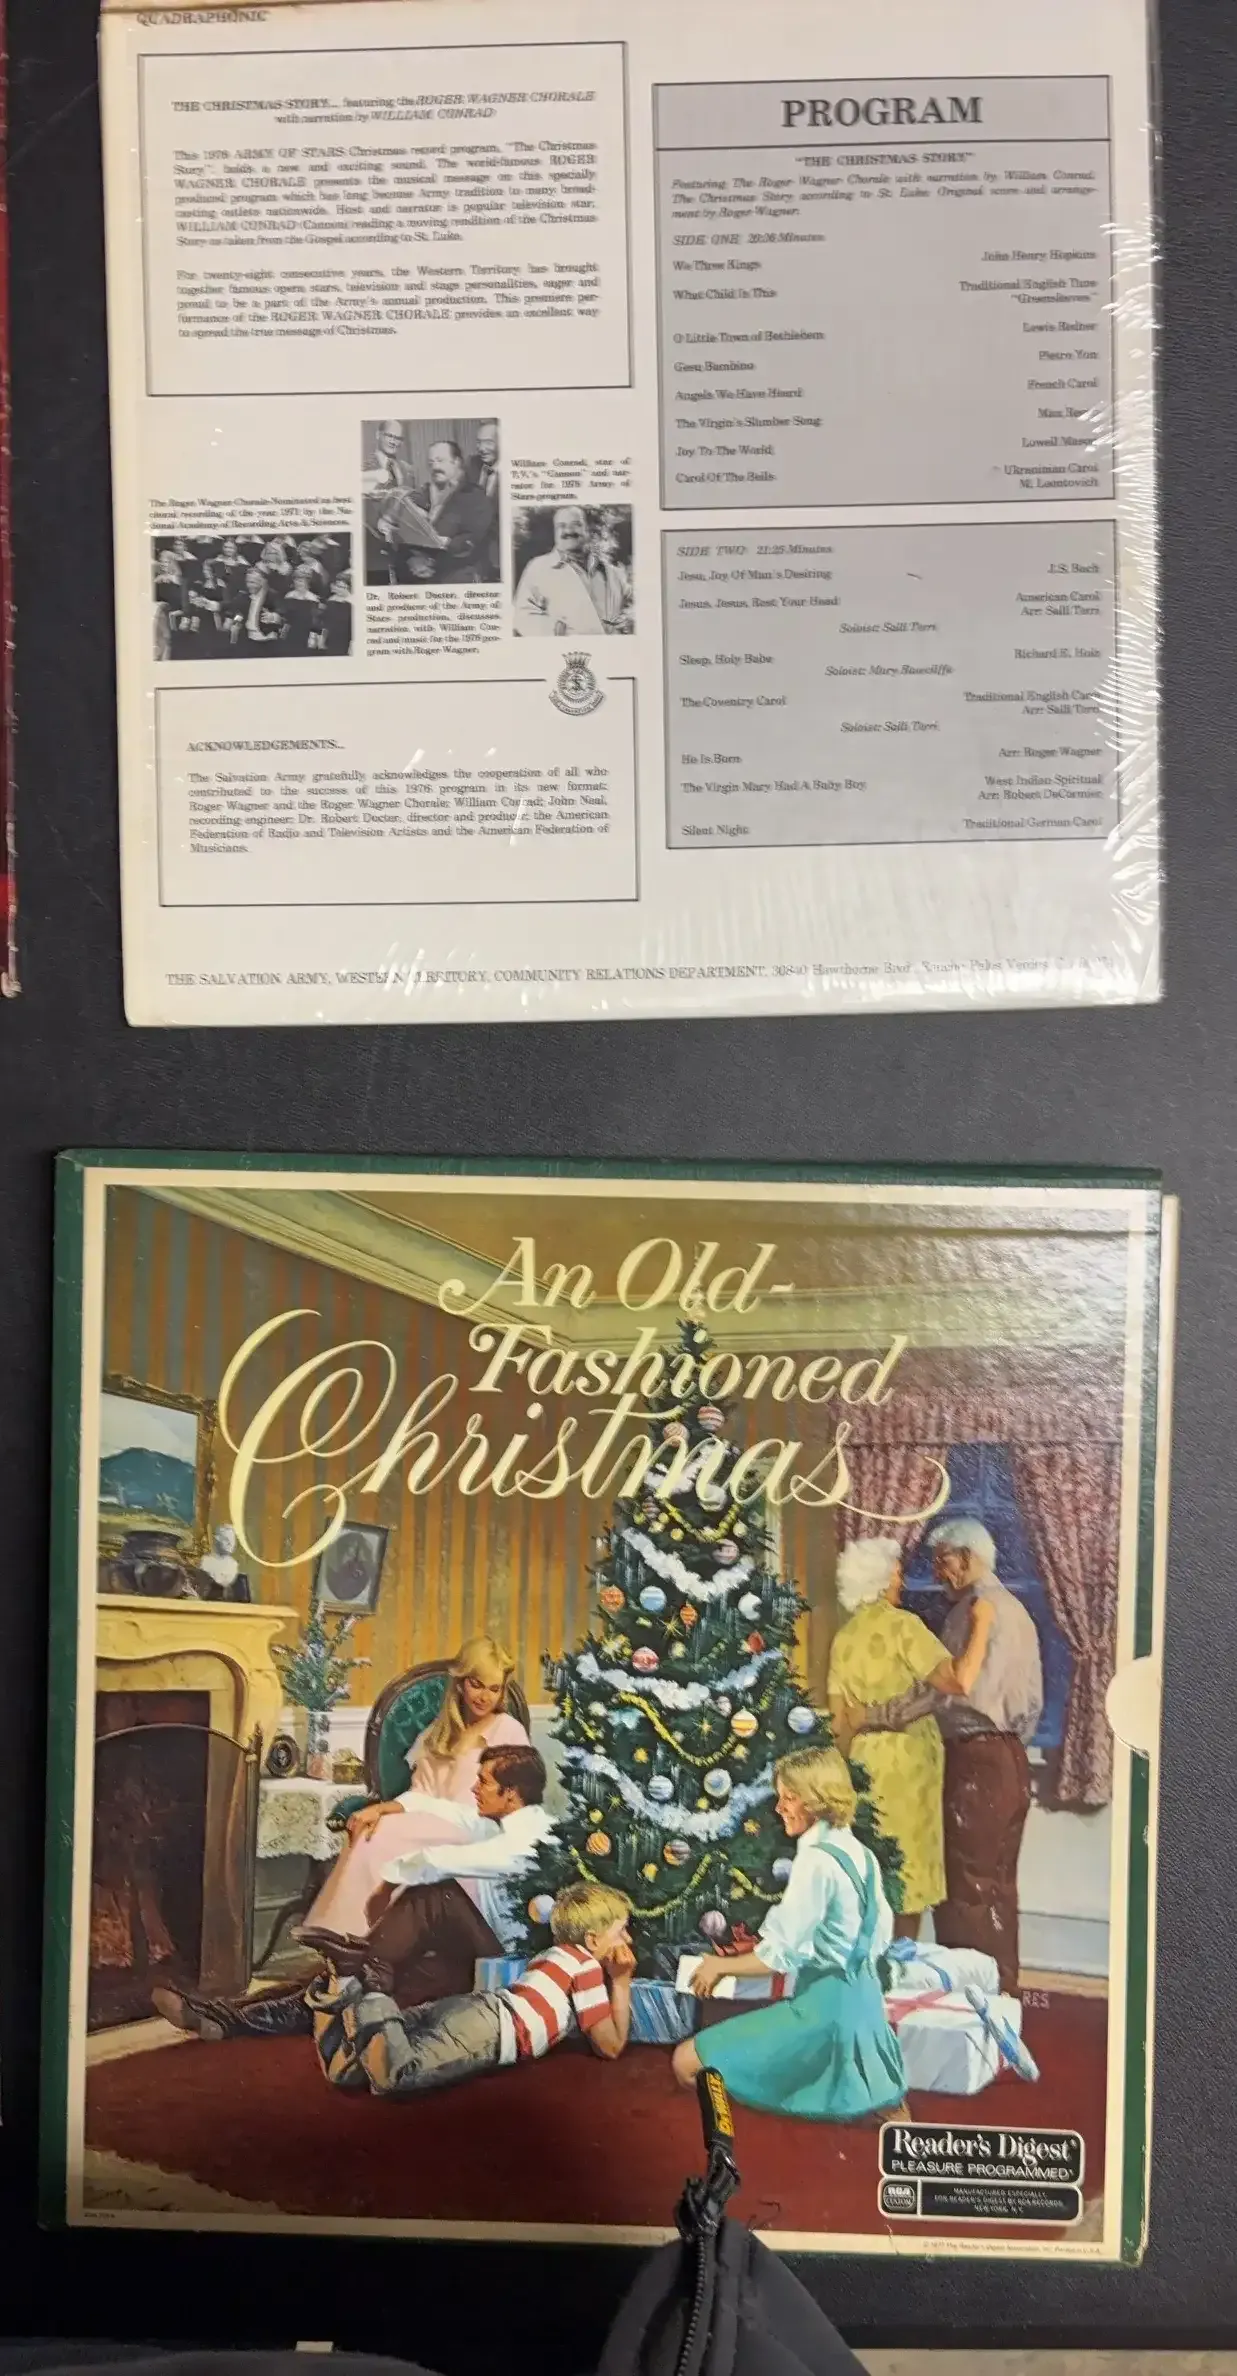 QUADRAPHONIC
THE CHRISTMAS STORY... featuring the ROGER WAGNER CHORALE
with narration by WILLIAM CONRAD
This 1976 ARMY OF STARS Christmas record program, "The Christmas
Story" holds a new and exciting sound. The world-famous ROGER
WAGNER CHORALE presents the musical message on this specially
produced program which has long become Army tradition to many broad-
casting outlets nationwide. Host and narrator is popular television star,
WILLIAM CONRAD (Cannon) reading a moving rendition of the Christmas
Story as taken from the Gospel according to St. Luke.
For twenty-eight consecutive years, the Western Territory has brought
together famous opera stars, television and stage personalities, eager and
proud to be a part of the Army's annual production. This premiere per-
formance of the ROGER WAGNER CHORALE provides an excellent way
to spread the true message of Christmas.
The Roger Wagner Chorale-Nominated as best
choral recording of the year 1971 by the Na-
tional Academy of Recording Arts & Sciences.
Dr. Robert Docter, director
and producer of the Army of
Stars production, discusses
narration with William Con-
rad and music for the 1976 pro-
gram with Roger Wagner.
William Conrad, star of
T.V.'s "Cannon" and nar-
rator for 1976 Army of
Stars program.
ACKNOWLEDGEMENTS...
The Salvation Army gratefully acknowledges the cooperation of all who
contributed to the success of this 1976 program in its new format:
Roger Wagner and the Roger Wagner Chorale; William Conrad; John Neal,
recording engineer; Dr. Robert Docter, director and producer; the American
Federation of Radio and Television Artists and the American Federation of
Musicians.
PROGRAM
"THE CHRISTMAS STORY"
Featuring The Roger Wagner Chorale with narration by William Conrad.
The Christmas Story according to St. Luke. Original score and arrange-
ment by Roger Wagner.
SIDE ONE 20:26 Minutes
We Three Kings John Henry Hopkins
What Child Is This Traditional English Tune
"Greensleeves"
O Little Town of Bethlehem Lewis Redner
Gesu Bambino Pietro Yon
Angels We Have Heard French Carol
The Virgin's Slumber Song Max
Joy To The World Lowell Mason
Carol Of The Bells Ukrainian Carol
M. Leontovich
SIDE TWO 21:25 Minutes
Jesu, Joy Of Man's Desiring J.S. Bach
Jesus, Jesus, Rest Your Head American Carol
Arr: Salli Terri
Soloist: Salli Terri
Sleep, Holy Babe Richard E. Holz
Soloist: Mary Rawcliffe
The Coventry Carol Traditional English Carol
Arr: Salli Terri
Soloist: Salli Terri
He Is Born Arr: Roger Wagner
The Virgin Mary Had A Baby Boy West Indian Spiritual
Arr: Robert DeCormier
Silent Night Traditional German Carol
THE SALVATION ARMY, WESTERN TERRITORY, COMMUNITY RELATIONS DEPARTMENT, 30840 Hawthorne Blvd., Rancho Palos Verdes
An Old-
Fashioned
Christmas
RES
DEWALT
Reader's Digest®
PLEASURE PROGRAMMED®
RCA
CUSTOM
MANUFACTURED ESPECIALLY
FOR READER'S DIGEST BY RCA RECORDS,
NEW YORK, N.Y.